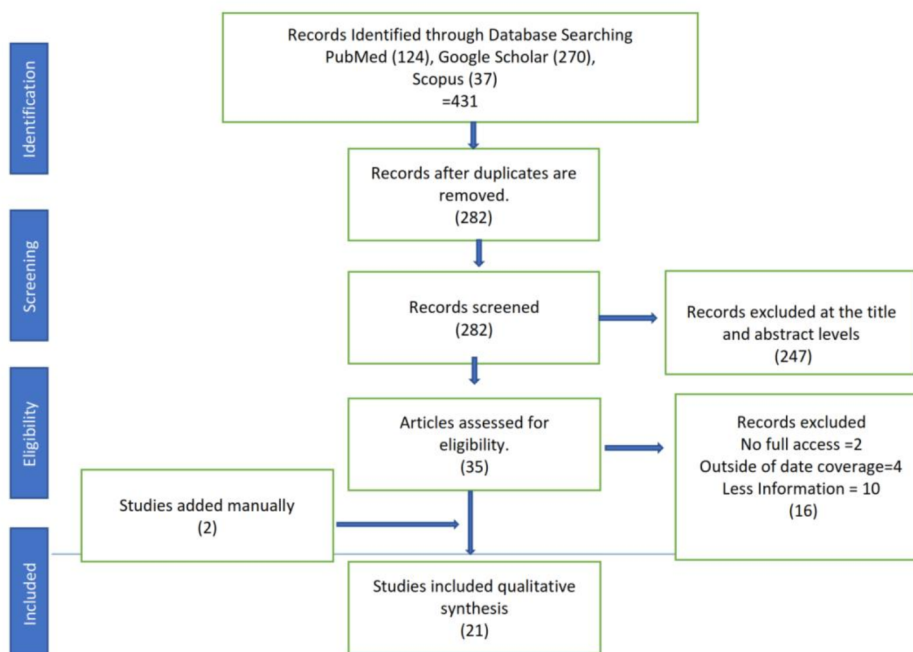 Identification
Records Identified through Database Searching
PubMed (124), Google Scholar (270),
Scopus (37)
=431
Records after duplicates are
removed.
(282)
Screening
Records screened
(282)
Records excluded at the title
and abstract levels
(247)
Eligibility
Articles assessed for
eligibility.
(35)
Records excluded
No full access =2
Outside of date coverage=4
Less Information = 10
(16)
Studies added manually
(2)
Included
Studies included qualitative
synthesis
(21)